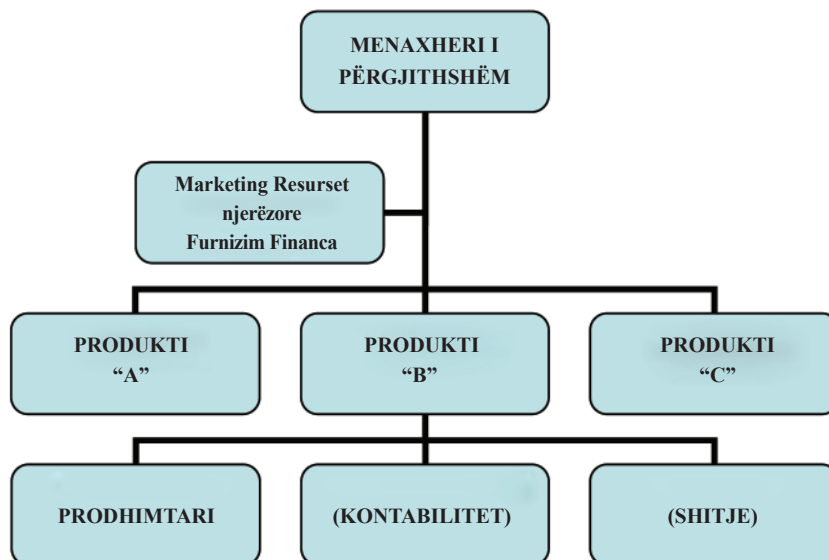 MENAXHERI I
PËRGJITHSHËM
Marketing Resurset
njerëzore
Furnizim Financa
PRODUKTI
“A”
PRODUKTI
“B”
PRODUKTI
“C”
PRODHIMTARI
(KONTABILITET)
(SHITJE)